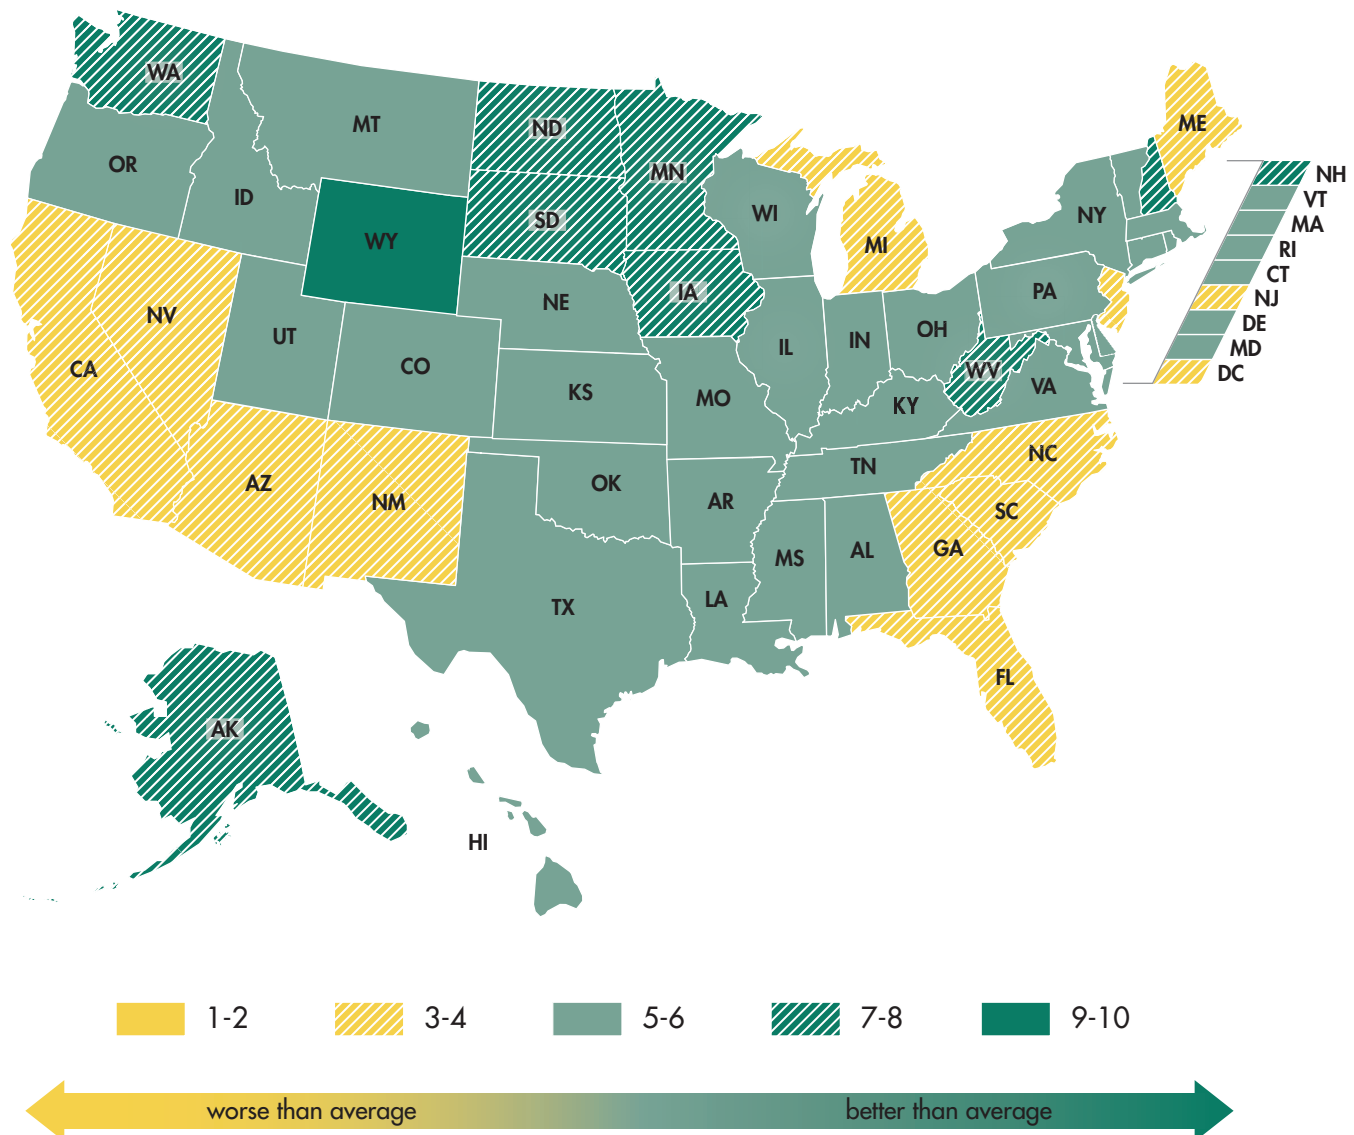 WA
MT
ND
MN
OR
ID
SD
WY
WI
MI
NY
ME
NH
VT
MA
RI
CT
NJ
DE
MD
DC
NV
UT
NE
IA
CA
CO
KS
MO
IL
IN
OH
PA
WV
VA
KY
AZ
NM
OK
AR
TN
NC
SC
TX
LA
MS
AL
GA
FL
AK
HI
1-2
3-4
5-6
7-8
9-10
worse than average
better than average